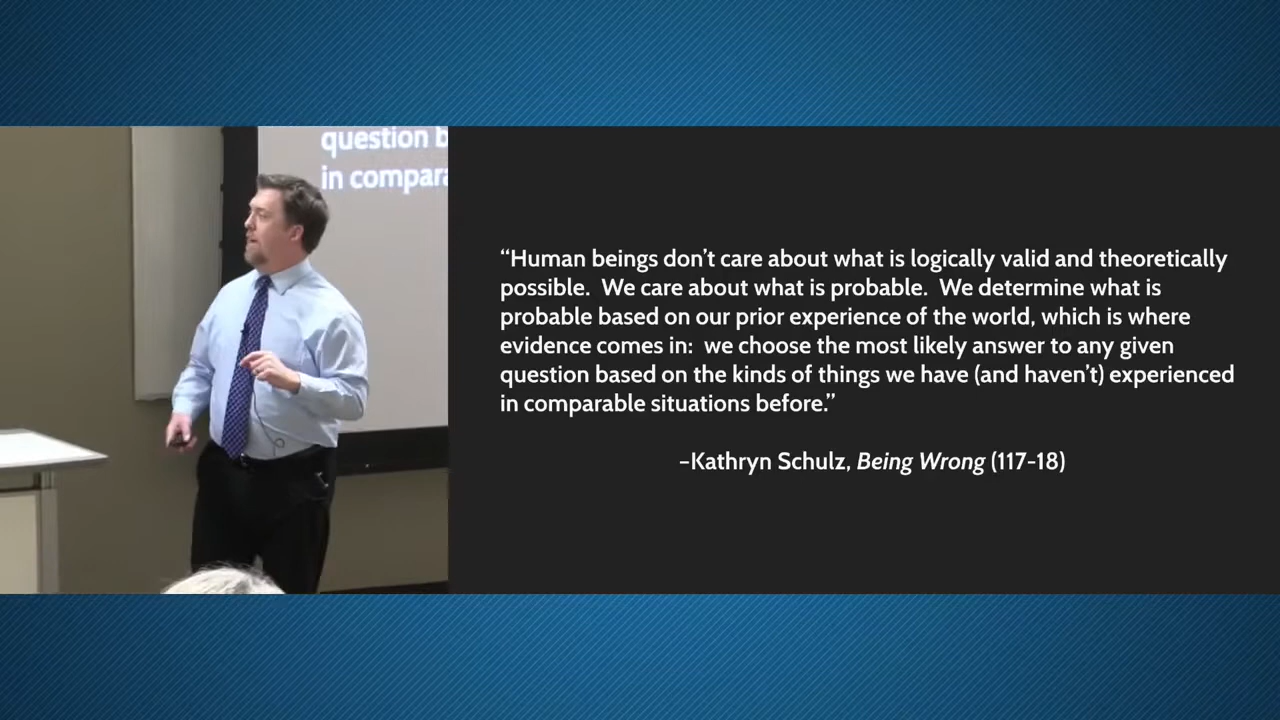 question b
in compara
“Human beings don’t care about what is logically valid and theoretically
possible.  We care about what is probable.  We determine what is
probable based on our prior experience of the world, which is where
evidence comes in:  we choose the most likely answer to any given
question based on the kinds of things we have (and haven’t) experienced
in comparable situations before.”
–Kathryn Schulz, Being Wrong (117-18)